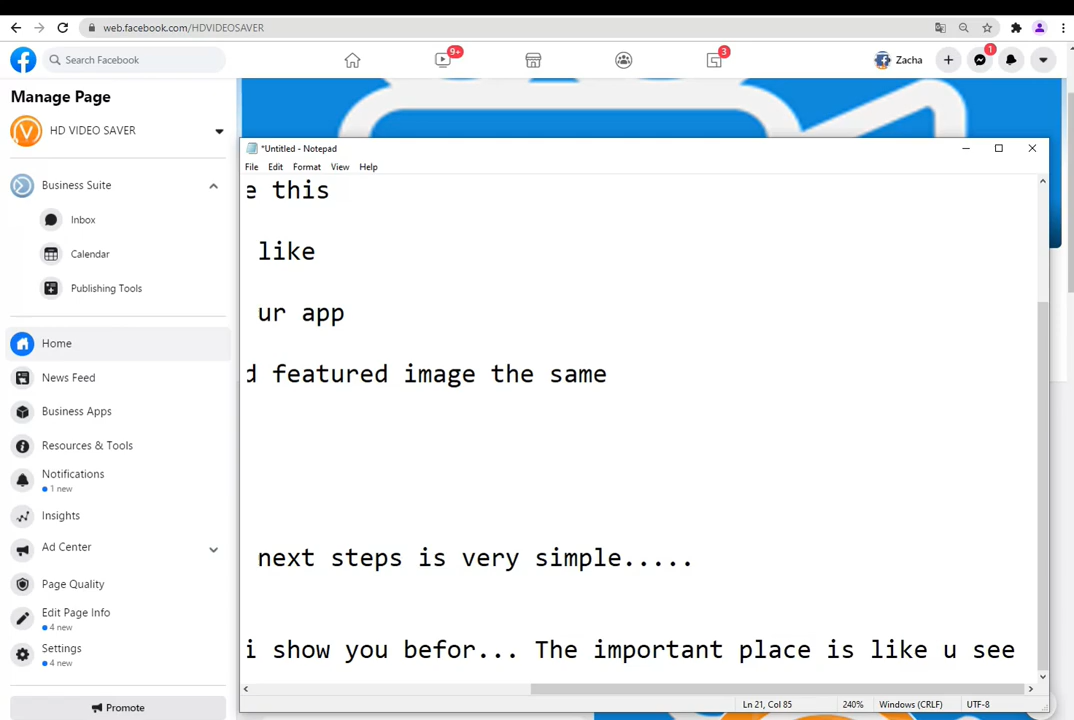 web.facebook.com/HDVIDEOSAVER
Search Facebook
9+
3
Zacha
1
Manage Page
HD VIDEO SAVER
Business Suite
Inbox
Calendar
Publishing Tools
Home
News Feed
Business Apps
Resources & Tools
Notifications
1 new
Insights
Ad Center
Page Quality
Edit Page Info
4 new
Settings
4 new
Promote
*Untitled - Notepad
File Edit Format View Help
e this
like
ur app
d featured image the same
next steps is very simple.....
i show you befor... The important place is like u see
Ln 21, Col 85 240% Windows (CRLF) UTF-8